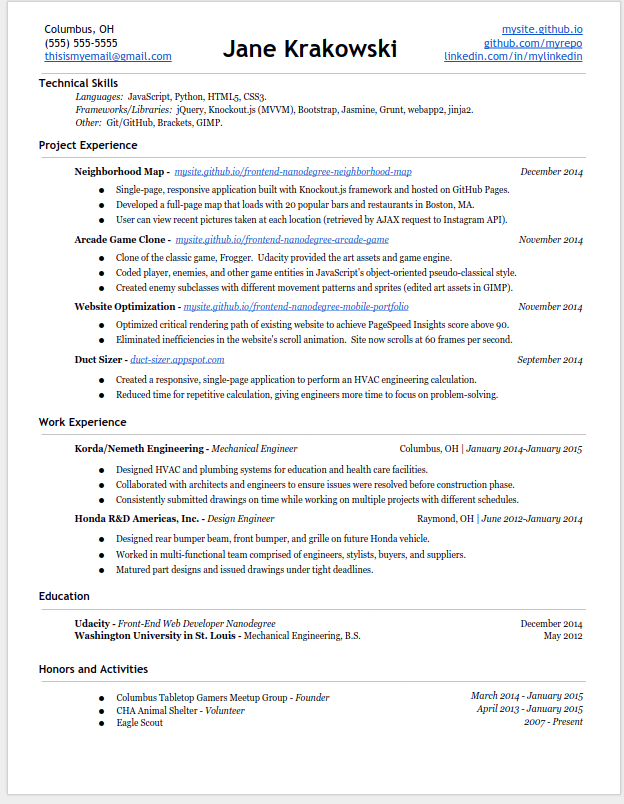 Columbus, OH
(555) 555-5555
thisismyemail@gmail.com
Jane Krakowski
mysite.github.io
github.com/myrepo
linkedin.com/in/mylinkedin
Technical Skills
Languages: JavaScript, Python, HTML5, CSS3.
Frameworks/Libraries: jQuery, Knockout.js (MVVM), Bootstrap, Jasmine, Grunt, webapp2, jinja2.
Other: Git/GitHub, Brackets, GIMP.
Project Experience
Neighborhood Map - mysite.github.io/frontend-nanodegree-neighborhood-map December 2014
● Single-page, responsive application built with Knockout.js framework and hosted on GitHub Pages.
● Developed a full-page map that loads with 20 popular bars and restaurants in Boston, MA.
● User can view recent pictures taken at each location (retrieved by AJAX request to Instagram API).
Arcade Game Clone - mysite.github.io/frontend-nanodegree-arcade-game November 2014
● Clone of the classic game, Frogger. Udacity provided the art assets and game engine.
● Coded player, enemies, and other game entities in JavaScript's object-oriented pseudo-classical style.
● Created enemy subclasses with different movement patterns and sprites (edited art assets in GIMP).
Website Optimization - mysite.github.io/frontend-nanodegree-mobile-portfolio November 2014
● Optimized critical rendering path of existing website to achieve PageSpeed Insights score above 90.
● Eliminated inefficiencies in the website's scroll animation. Site now scrolls at 60 frames per second.
Duct Sizer - duct-sizer.appspot.com September 2014
● Created a responsive, single-page application to perform an HVAC engineering calculation.
● Reduced time for repetitive calculation, giving engineers more time to focus on problem-solving.
Work Experience
Korda/Nemeth Engineering - Mechanical Engineer Columbus, OH | January 2014-January 2015
● Designed HVAC and plumbing systems for education and health care facilities.
● Collaborated with architects and engineers to ensure issues were resolved before construction phase.
● Consistently submitted drawings on time while working on multiple projects with different schedules.
Honda R&D Americas, Inc. - Design Engineer Raymond, OH | June 2012-January 2014
● Designed rear bumper beam, front bumper, and grille on future Honda vehicle.
● Worked in multi-functional team comprised of engineers, stylists, buyers, and suppliers.
● Matured part designs and issued drawings under tight deadlines.
Education
Udacity - Front-End Web Developer Nanodegree December 2014
Washington University in St. Louis - Mechanical Engineering, B.S. May 2012
Honors and Activities
● Columbus Tabletop Gamers Meetup Group - Founder March 2014 - January 2015
● CHA Animal Shelter - Volunteer April 2013 - January 2015
● Eagle Scout 2007 - Present